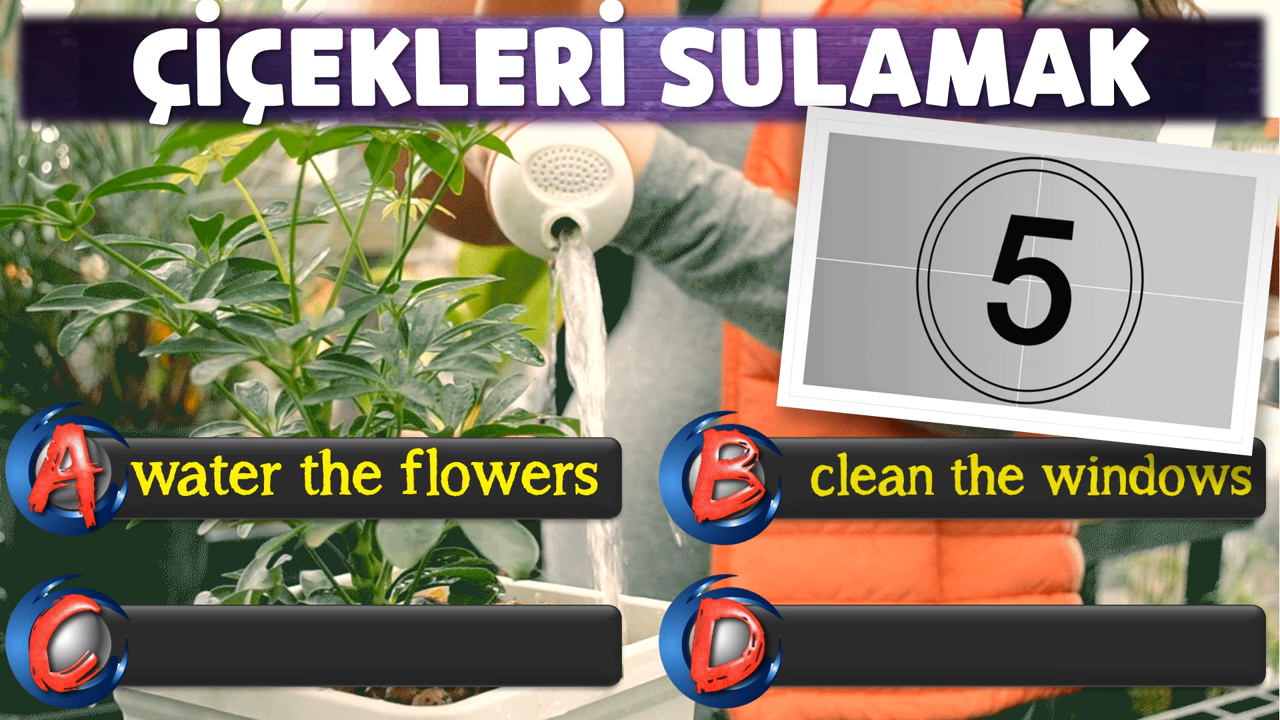 ÇİÇEKLERİ SULAMAK
5
A water the flowers
B clean the windows
C
D